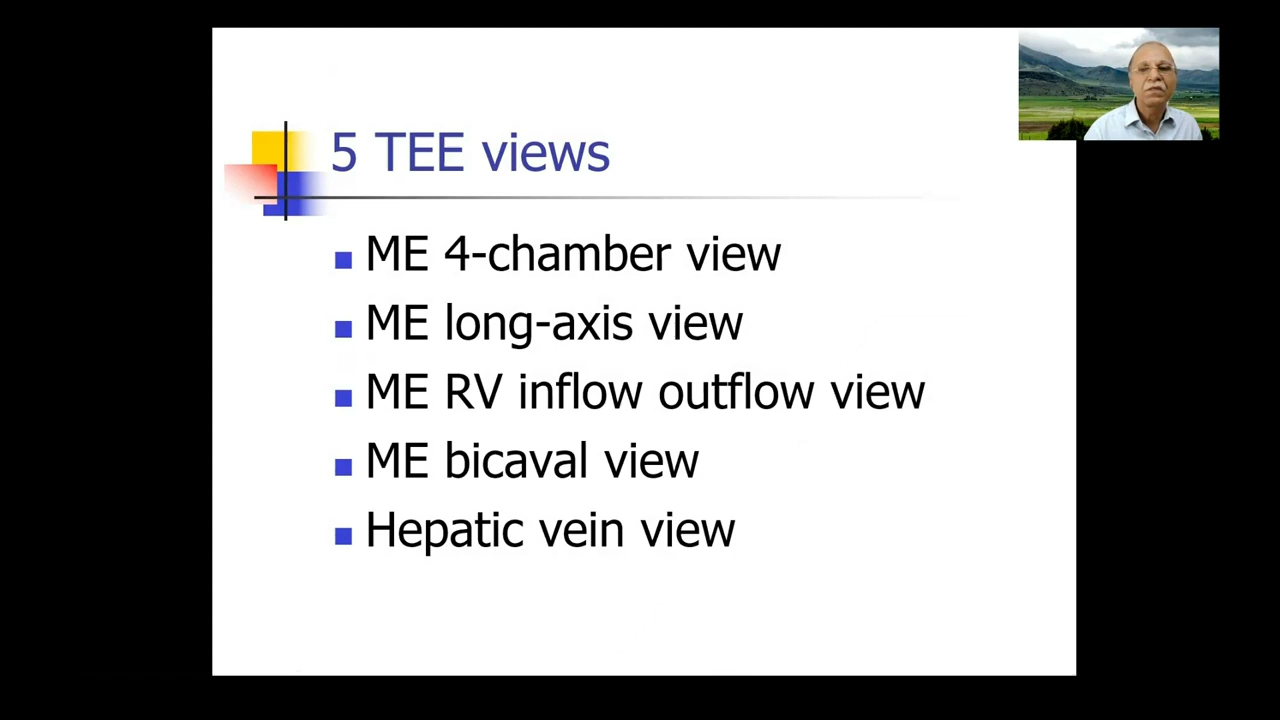 5 TEE views
ME 4-chamber view
ME long-axis view
ME RV inflow outflow view
ME bicaval view
Hepatic vein view